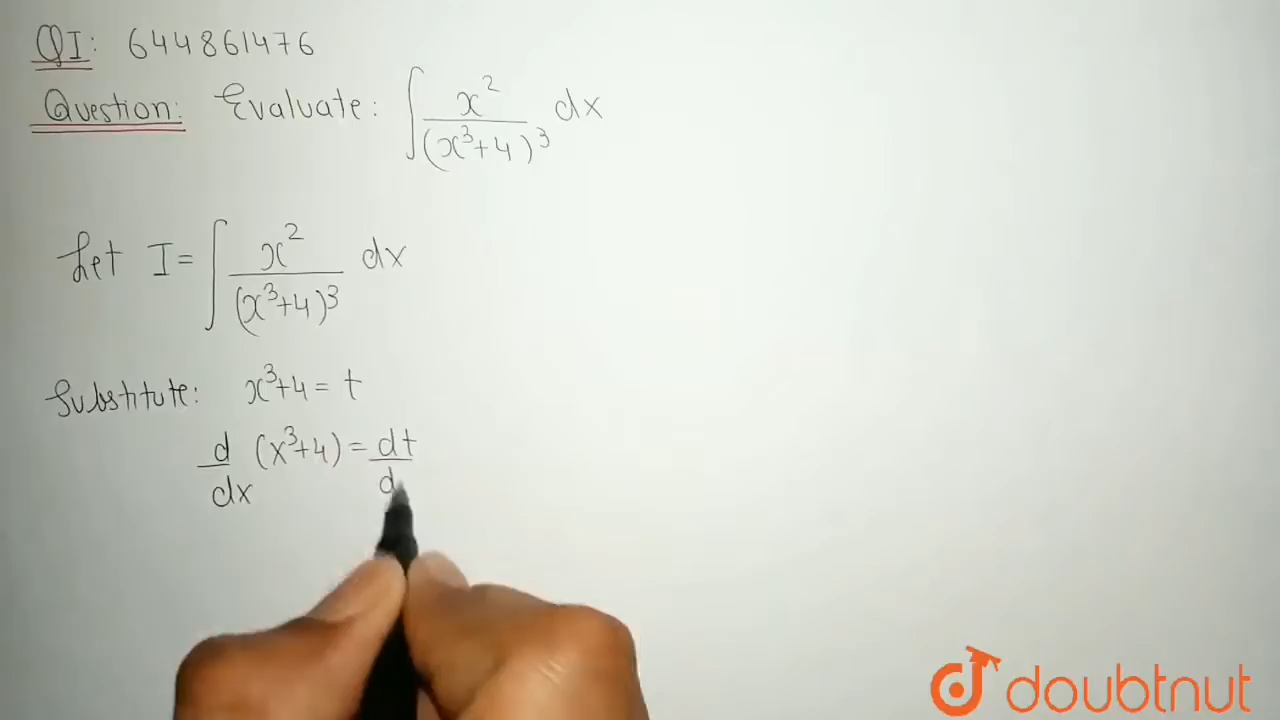 QI: 644861476
Question: Evaluate: ∫ x²/(x³+4)³ dx
Let I = ∫ x²/(x³+4)³ dx
Substitute: x³+4 = t
d/dx (x³+4) = dt/d
doubtnut